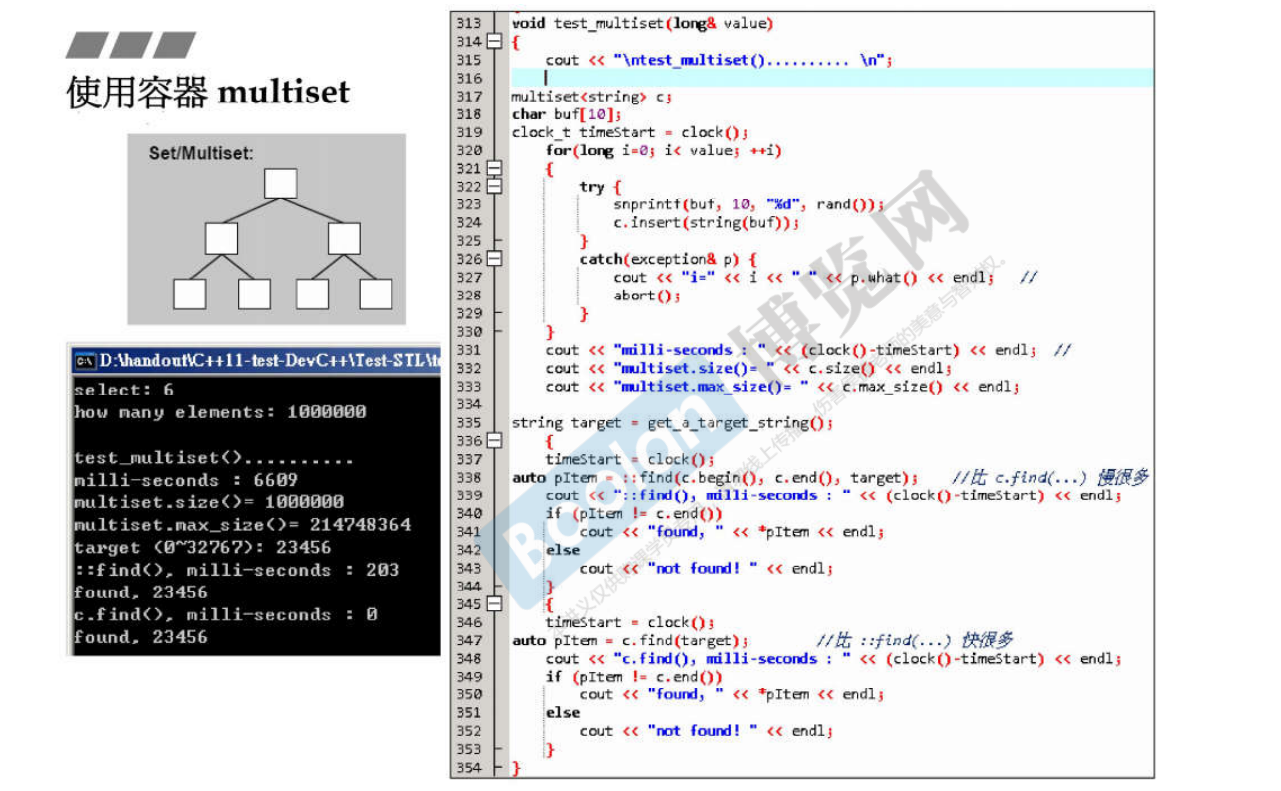 使用容器 multiset
Set/Multiset:
D:\handout\C++11-test-DevC++\Test-STL\te
select: 6
how many elements: 1000000
test_multiset()..........
milli-seconds : 6609
multiset.size()= 1000000
multiset.max_size()= 214748364
target (0~32767): 23456
::find(), milli-seconds : 203
found, 23456
c.find(), milli-seconds : 0
found, 23456
313 void test_multiset(long& value)
314 {
315 cout << "\ntest_multiset().......... \n";
316
317 multiset<string> c;
318 char buf[10];
319 clock_t timeStart = clock();
320 for(long i=0; i< value; ++i)
321 {
322 try {
323 snprintf(buf, 10, "%d", rand());
324 c.insert(string(buf));
325 }
326 catch(exception& p) {
327 cout << "i=" << i << " " << p.what() << endl; //
328 abort();
329 }
330 }
331 cout << "milli-seconds : " << (clock()-timeStart) << endl; //
332 cout << "multiset.size()= " << c.size() << endl;
333 cout << "multiset.max_size()= " << c.max_size() << endl;
334
335 string target = get_a_target_string();
336 {
337 timeStart = clock();
338 auto pItem = ::find(c.begin(), c.end(), target); //比 c.find(...) 慢很多
339 cout << "::find(), milli-seconds : " << (clock()-timeStart) << endl;
340 if (pItem != c.end())
341 cout << "found, " << *pItem << endl;
342 else
343 cout << "not found! " << endl;
344 }
345 {
346 timeStart = clock();
347 auto pItem = c.find(target); //比 ::find(...) 快很多
348 cout << "c.find(), milli-seconds : " << (clock()-timeStart) << endl;
349 if (pItem != c.end())
350 cout << "found, " << *pItem << endl;
351 else
352 cout << "not found! " << endl;
353 }
354 }
Boolan
博览网